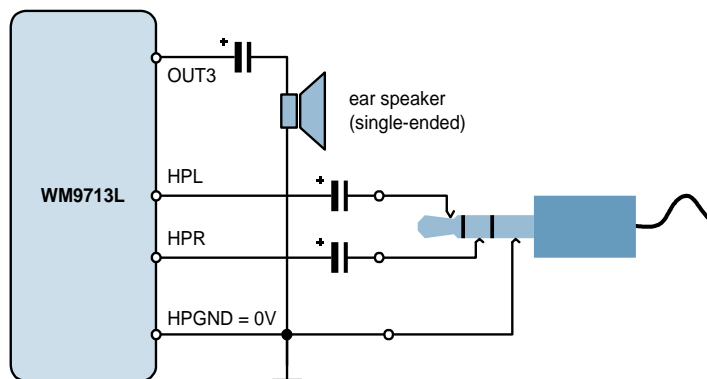 +
OUT3
ear speaker
(single-ended)
HPL
+
WM9713L
HPR
+
HPGND = 0V